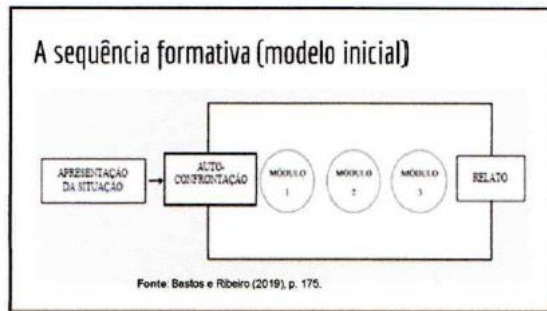 A sequência formativa (modelo inicial)
APRESENTAÇÃO
DA SITUAÇÃO
AUTO-
CONFRONTAÇÃO
MÓDULO
1
MÓDULO
2
MÓDULO
3
RELATO
Fonte: Bastos e Ribeiro (2019), p. 175.